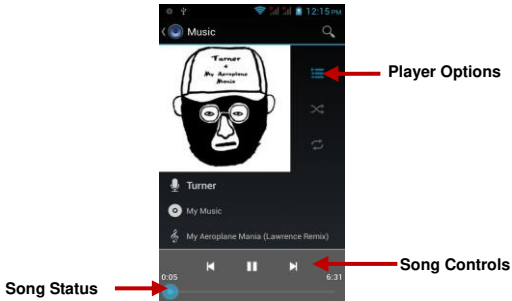 12:15 PM
Music
Turner
+
My Aeroplane
Mania
Player Options
Turner
My Music
My Aeroplane Mania (Lawrence Remix)
Song Controls
0:05
6:31
Song Status